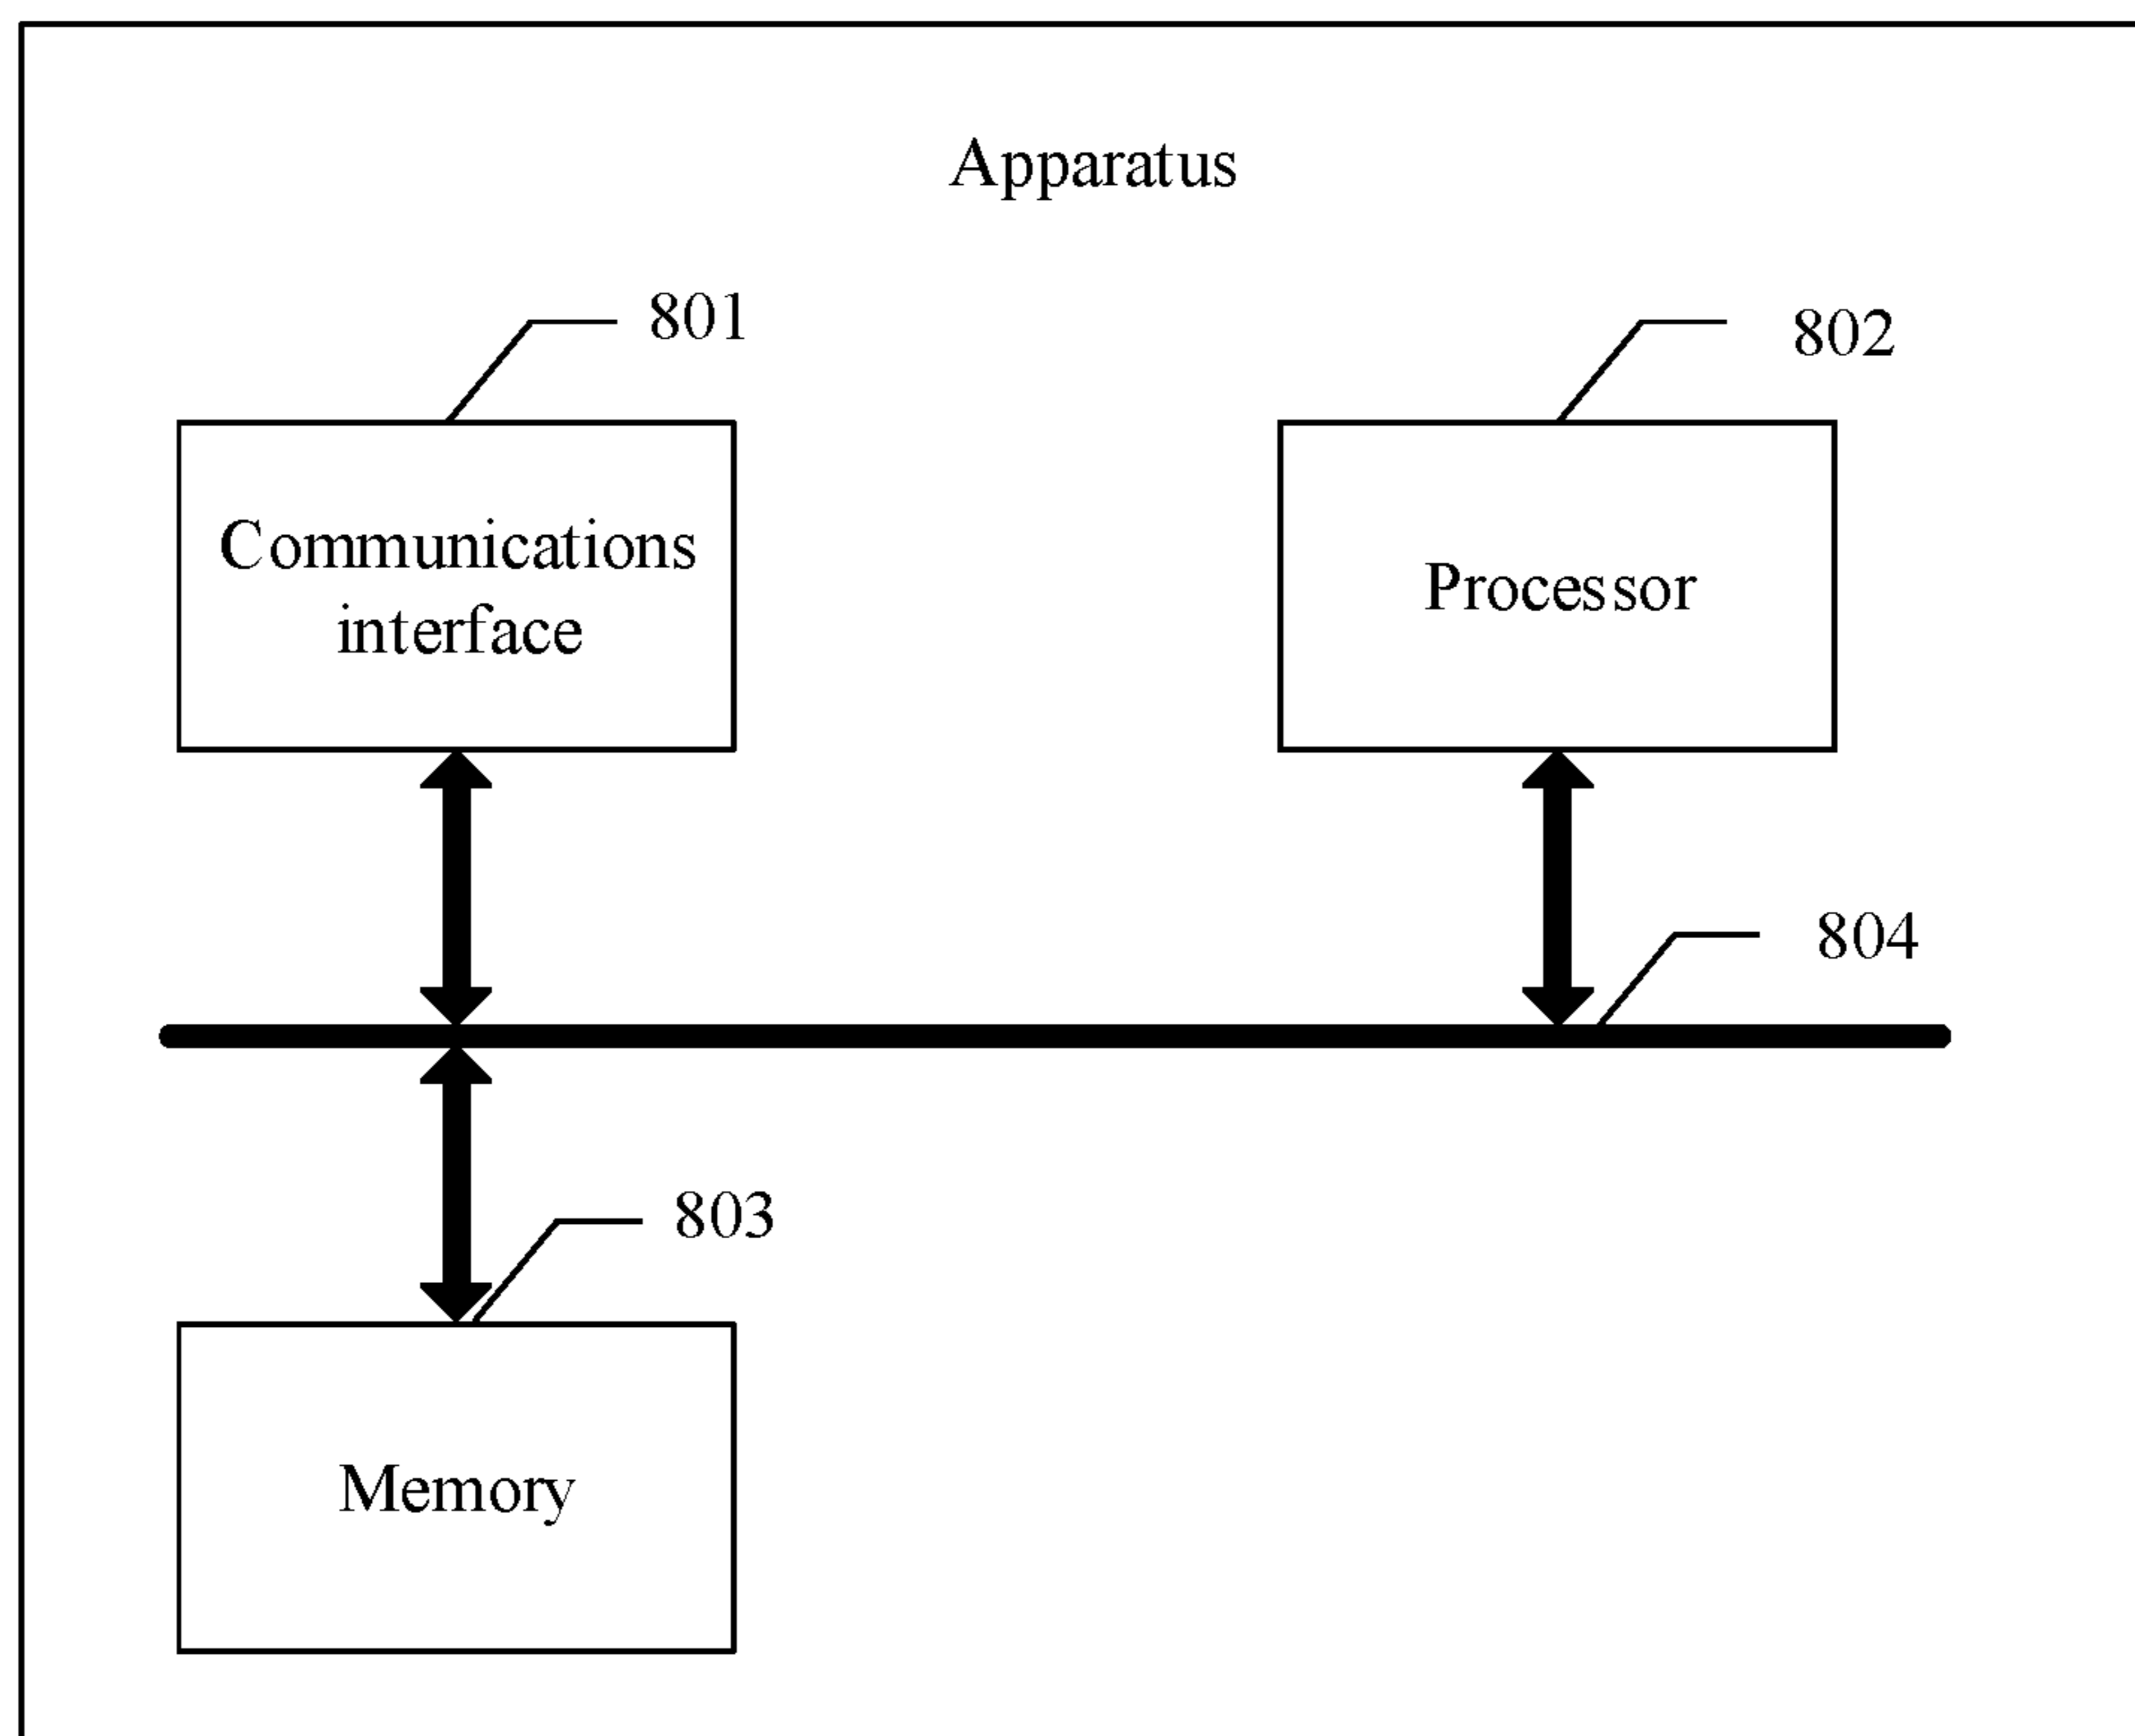 Apparatus
801
802
Communications
interface
Processor
804
803
Memory